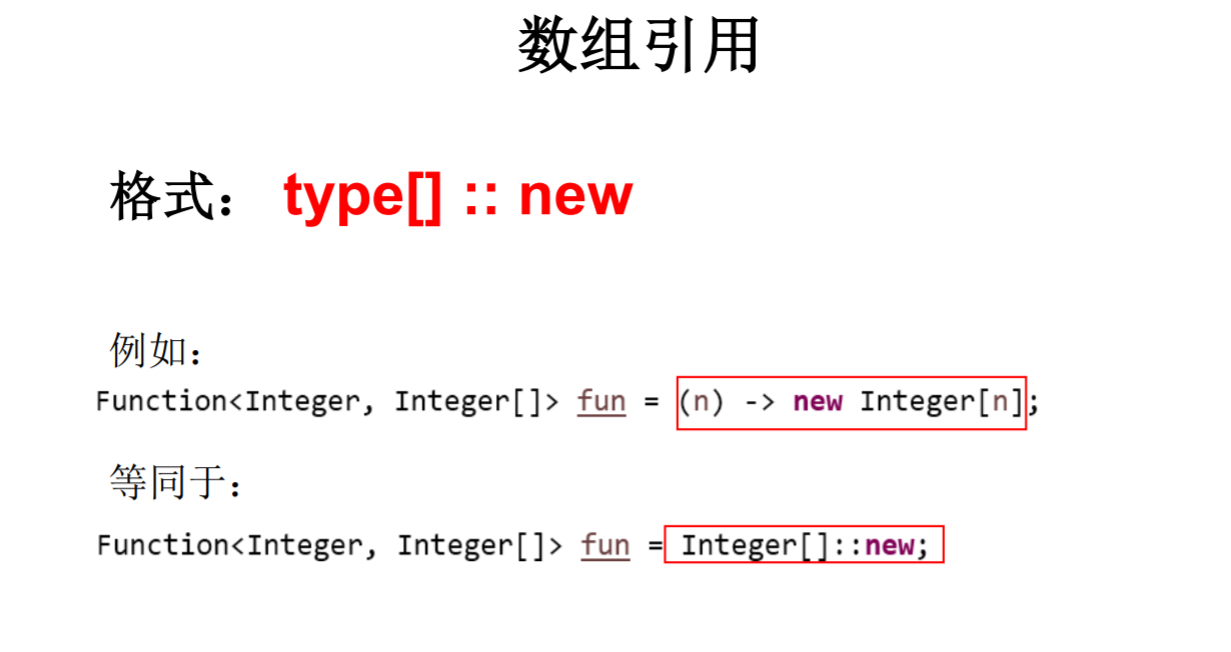 数组引用
格式： type[] :: new
例如：
Function<Integer, Integer[]> fun = (n) -> new Integer[n];
等同于：
Function<Integer, Integer[]> fun = Integer[]::new;